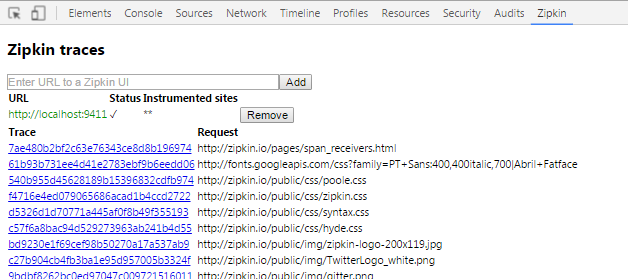 Elements Console Sources Network Timeline Profiles Resources Security Audits Zipkin
Zipkin traces
Enter URL to a Zipkin UI Add
URL Status Instrumented sites
http://localhost:9411 ✓ ** Remove
Trace Request
7ae480b2bf2c63e76343ce8d8b196974 http://zipkin.io/pages/span_receivers.html
61b93b731ee4d41e2783ebf9b6eedd06 http://fonts.googleapis.com/css?family=PT+Sans:400,400italic,700|Abril+Fatface
540b955d45628189b15396832cdfb974 http://zipkin.io/public/css/poole.css
f4716e4ed079065686acad1b4ccd2722 http://zipkin.io/public/css/zipkin.css
d5326d1d70771a445af0f8b49f355193 http://zipkin.io/public/css/syntax.css
c57f6a8bac94d529273963ab241b4d55 http://zipkin.io/public/css/hyde.css
bd9230e1f69cef98b50270a17a537ab9 http://zipkin.io/public/img/zipkin-logo-200x119.jpg
c27b904cb4fb3ba1e95d957005b3324f http://zipkin.io/public/img/TwitterLogo_white.png
9bdbf8262bc0ed97047c009721516011 http://zipkin.io/public/img/gitter.png